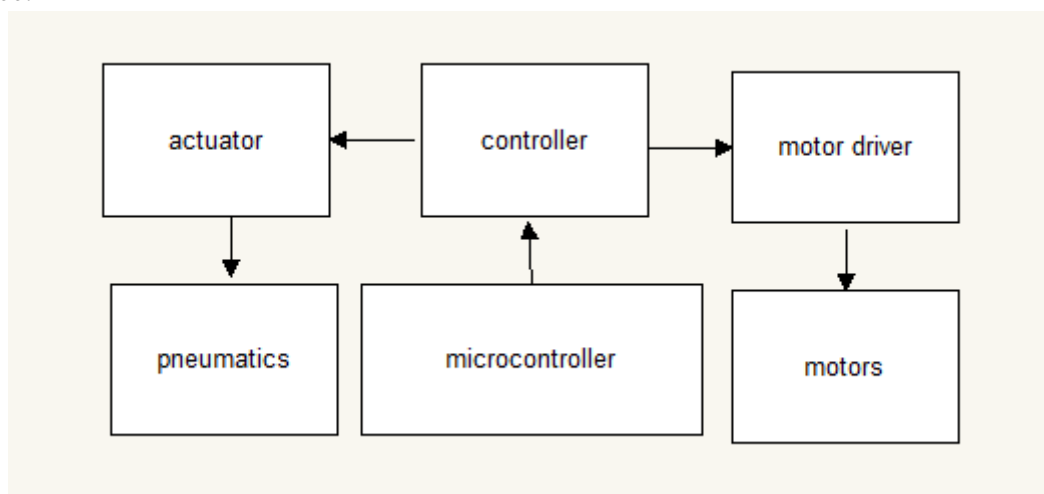 actuator
controller
motor driver
pneumatics
microcontroller
motors